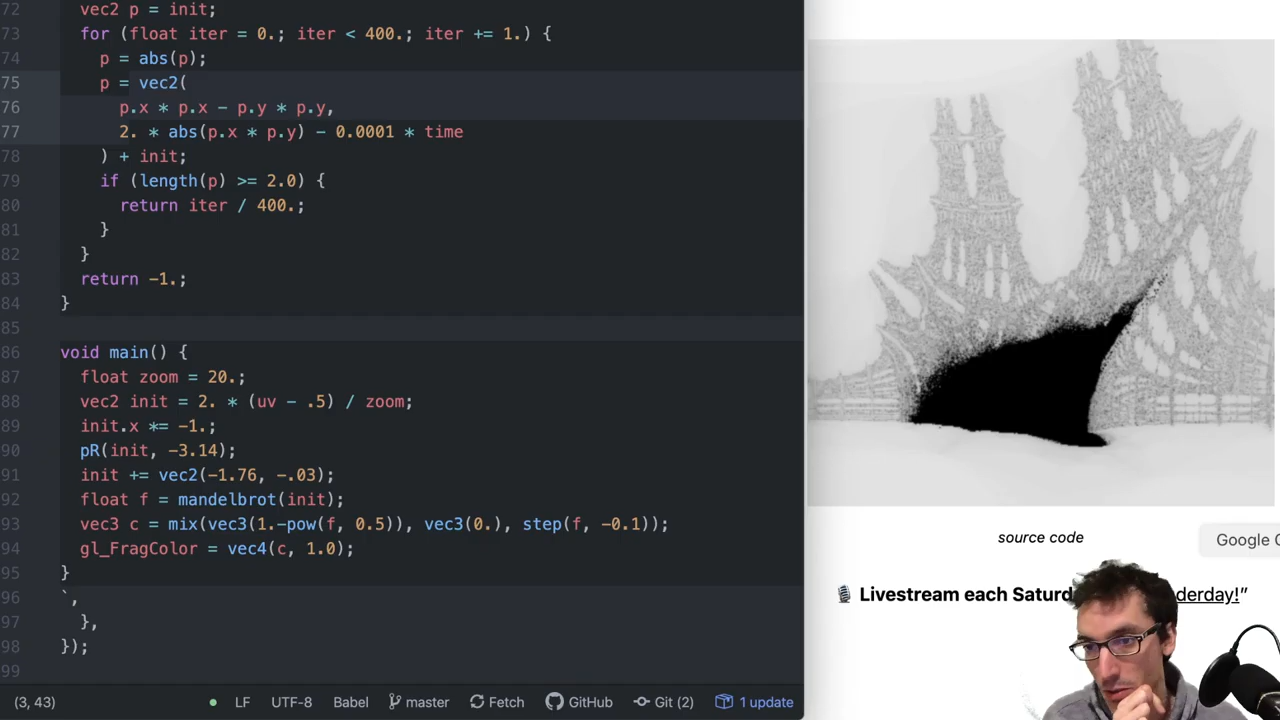 72 vec2 p = init;
73 for (float iter = 0.; iter < 400.; iter += 1.) {
74 p = abs(p);
75 p = vec2(
76 p.x * p.x - p.y * p.y,
77 2. * abs(p.x * p.y) - 0.0001 * time
78 ) + init;
79 if (length(p) >= 2.0) {
80 return iter / 400.;
81 }
82 }
83 return -1.;
84 }
85
86 void main() {
87 float zoom = 20.;
88 vec2 init = 2. * (uv - .5) / zoom;
89 init.x *= -1.;
90 pR(init, -3.14);
91 init += vec2(-1.76, -.03);
92 float f = mandelbrot(init);
93 vec3 c = mix(vec3(1.-pow(f, 0.5)), vec3(0.), step(f, -0.1));
94 gl_FragColor = vec4(c, 1.0);
95 }
96 `,
97 },
98 });
99
(3, 43) LF UTF-8 Babel master Fetch GitHub Git (2) 1 update
source code
Google
Livestream each Saturd derday!”